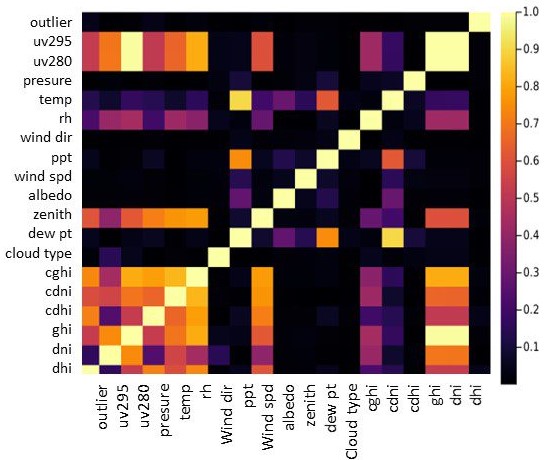 outlier
uv295
uv280
presure
temp
rh
wind dir
ppt
wind spd
albedo
zenith
dew pt
cloud type
cghi
cdni
cdhi
ghi
dni
dhi
1.0
0.9
0.8
0.7
0.6
0.5
0.4
0.3
0.2
0.1
outlier
uv295
uv280
presure
temp
rh
Wind dir
ppt
Wind spd
albedo
zenith
dew pt
Cloud type
cghi
cdni
cdhi
ghi
dni
dhi